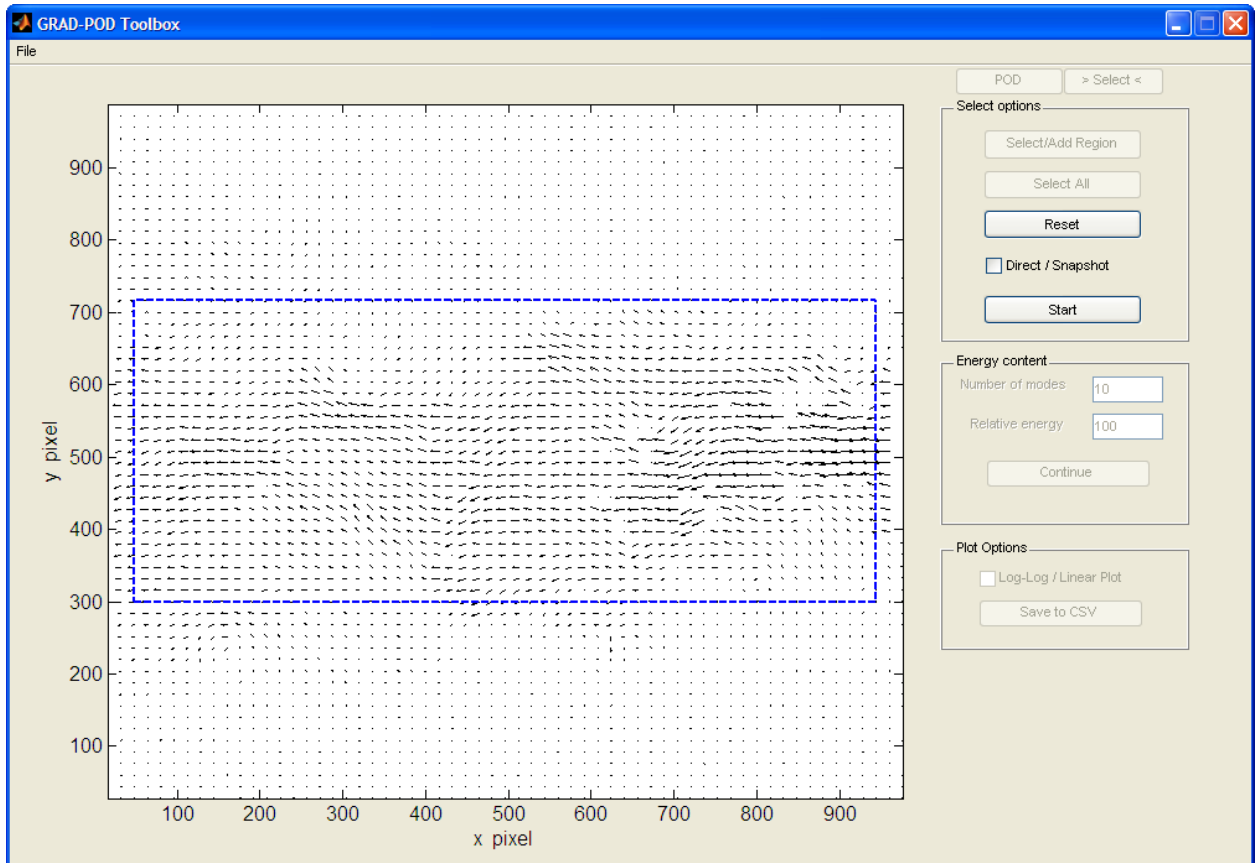 GRAD-POD Toolbox
File
POD
> Select <
Select options
Select/Add Region
Select All
Reset
Direct / Snapshot
Start
Energy content
Number of modes 10
Relative energy 100
Continue
Plot Options
Log-Log / Linear Plot
Save to CSV
900
800
700
600
500
400
300
200
100
y pixel
100 200 300 400 500 600 700 800 900
x pixel